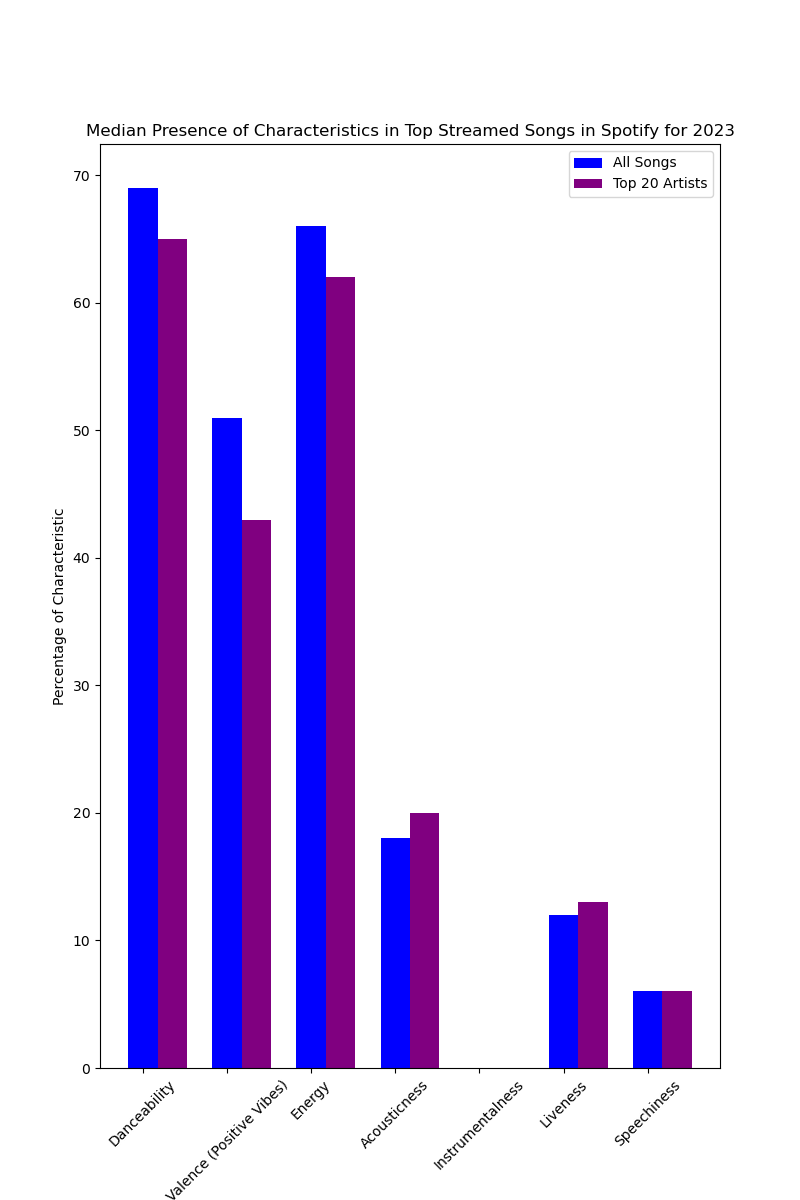 Median Presence of Characteristics in Top Streamed Songs in Spotify for 2023
All Songs
Top 20 Artists
Percentage of Characteristic
70
60
50
40
30
20
10
0
Danceability
Valence (Positive Vibes)
Energy
Acousticness
Instrumentalness
Liveness
Speechiness